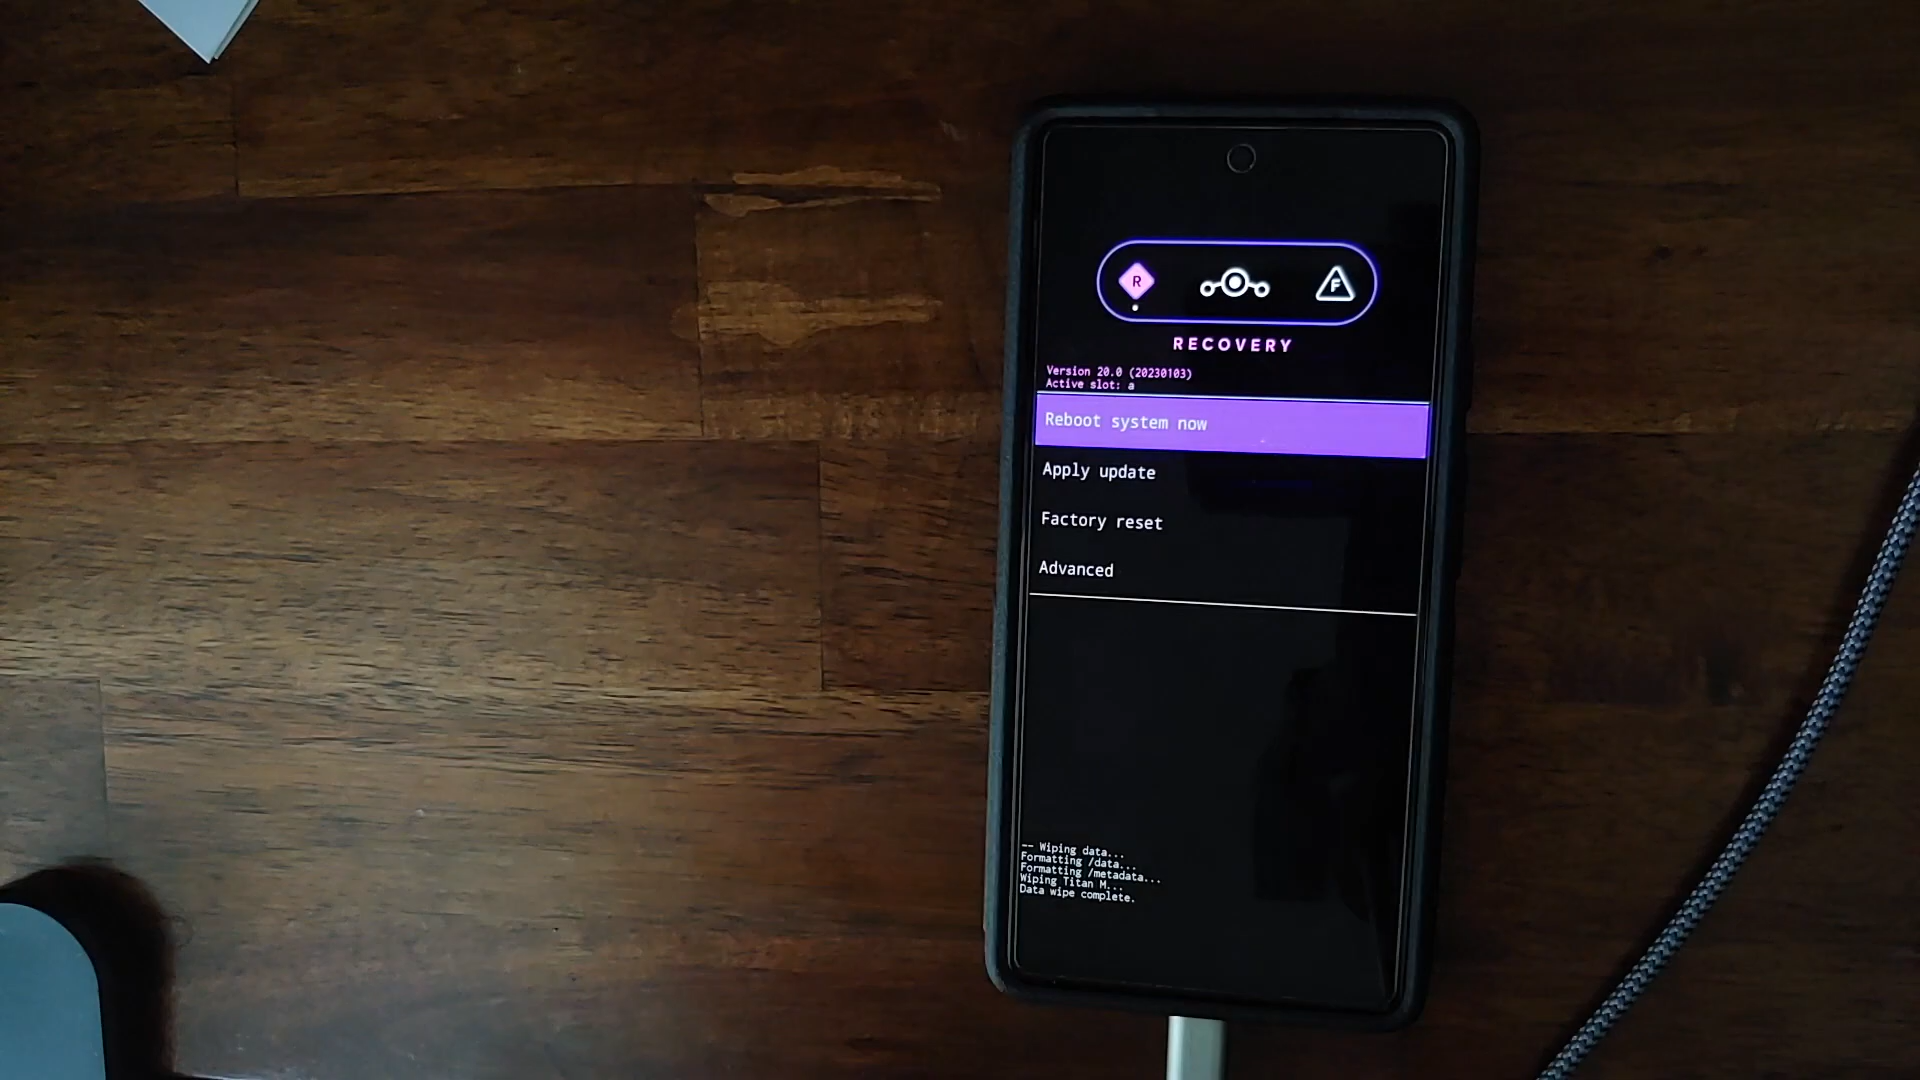 R
F
RECOVERY
Version 20.0 (20230103)
Active slot: a
Reboot system now
Apply update
Factory reset
Advanced
-- Wiping data...
Formatting /data...
Formatting /metadata...
Wiping Titan M...
Data wipe complete.